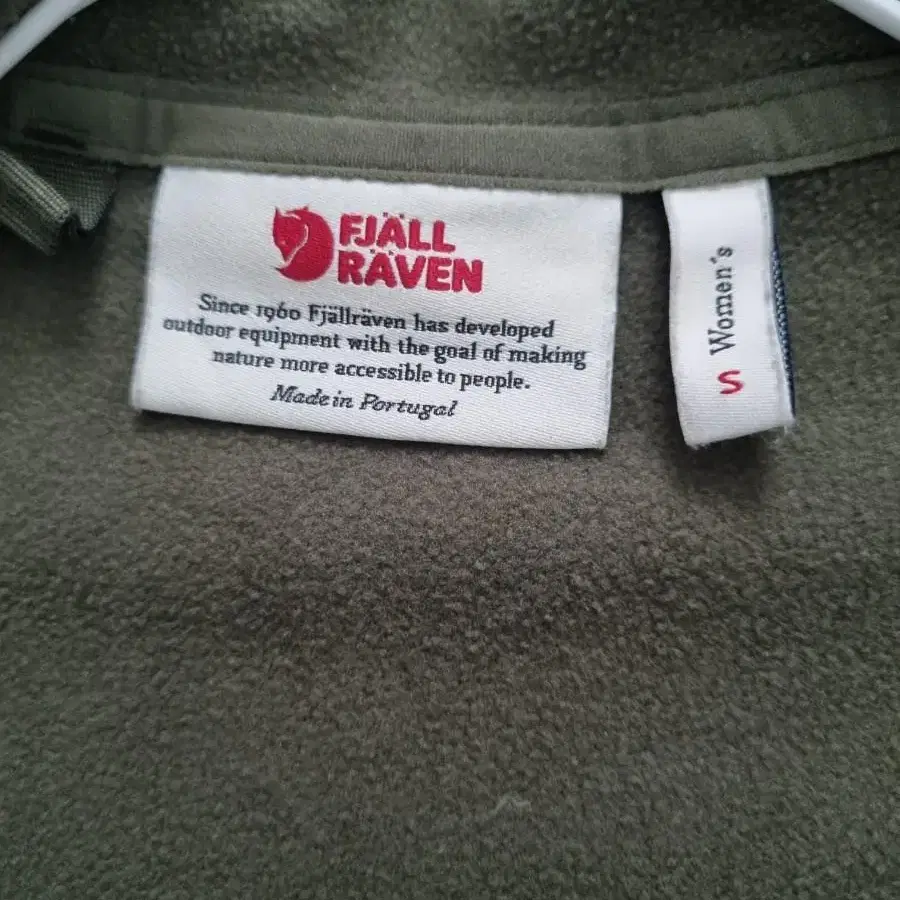 FJÄLL
RÄVEN
Since 1960 Fjällräven has developed
outdoor equipment with the goal of making
nature more accessible to people.
Made in Portugal
S Women´s